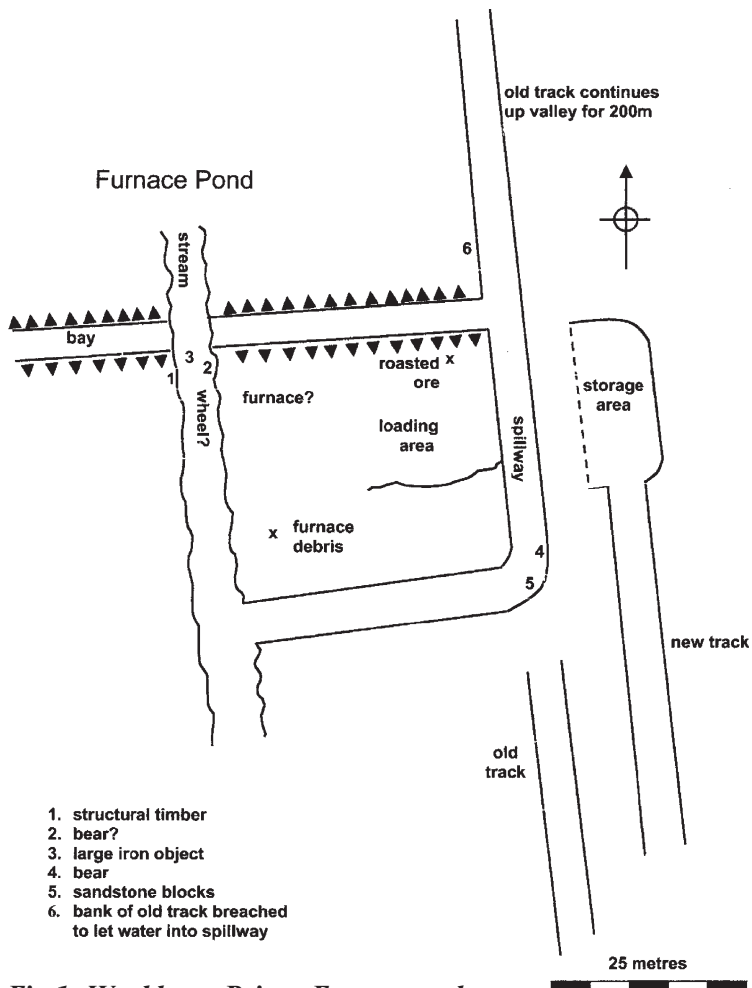 old track continues
up valley for 200m
Furnace Pond
stream
6
bay
3
2
1
roasted
ore
x
storage
area
furnace?
wheel?
loading
area
spillway
x
furnace
debris
4
5
new track
old
track
1. structural timber
2. bear?
3. large iron object
4. bear
5. sandstone blocks
6. bank of old track breached
to let water into spillway
25 metres